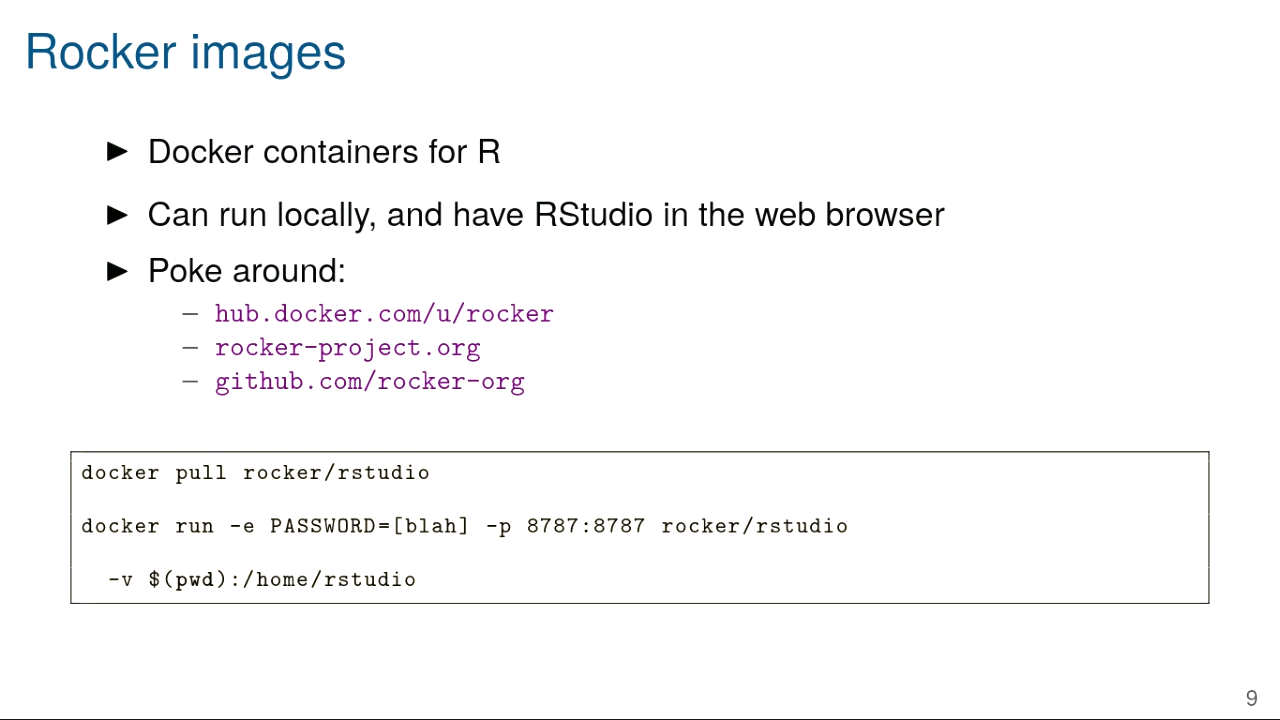 Rocker images
▶ Docker containers for R
▶ Can run locally, and have RStudio in the web browser
▶ Poke around:
– hub.docker.com/u/rocker
– rocker-project.org
– github.com/rocker-org
docker pull rocker/rstudio
docker run -e PASSWORD=[blah] -p 8787:8787 rocker/rstudio
-v $(pwd):/home/rstudio
9